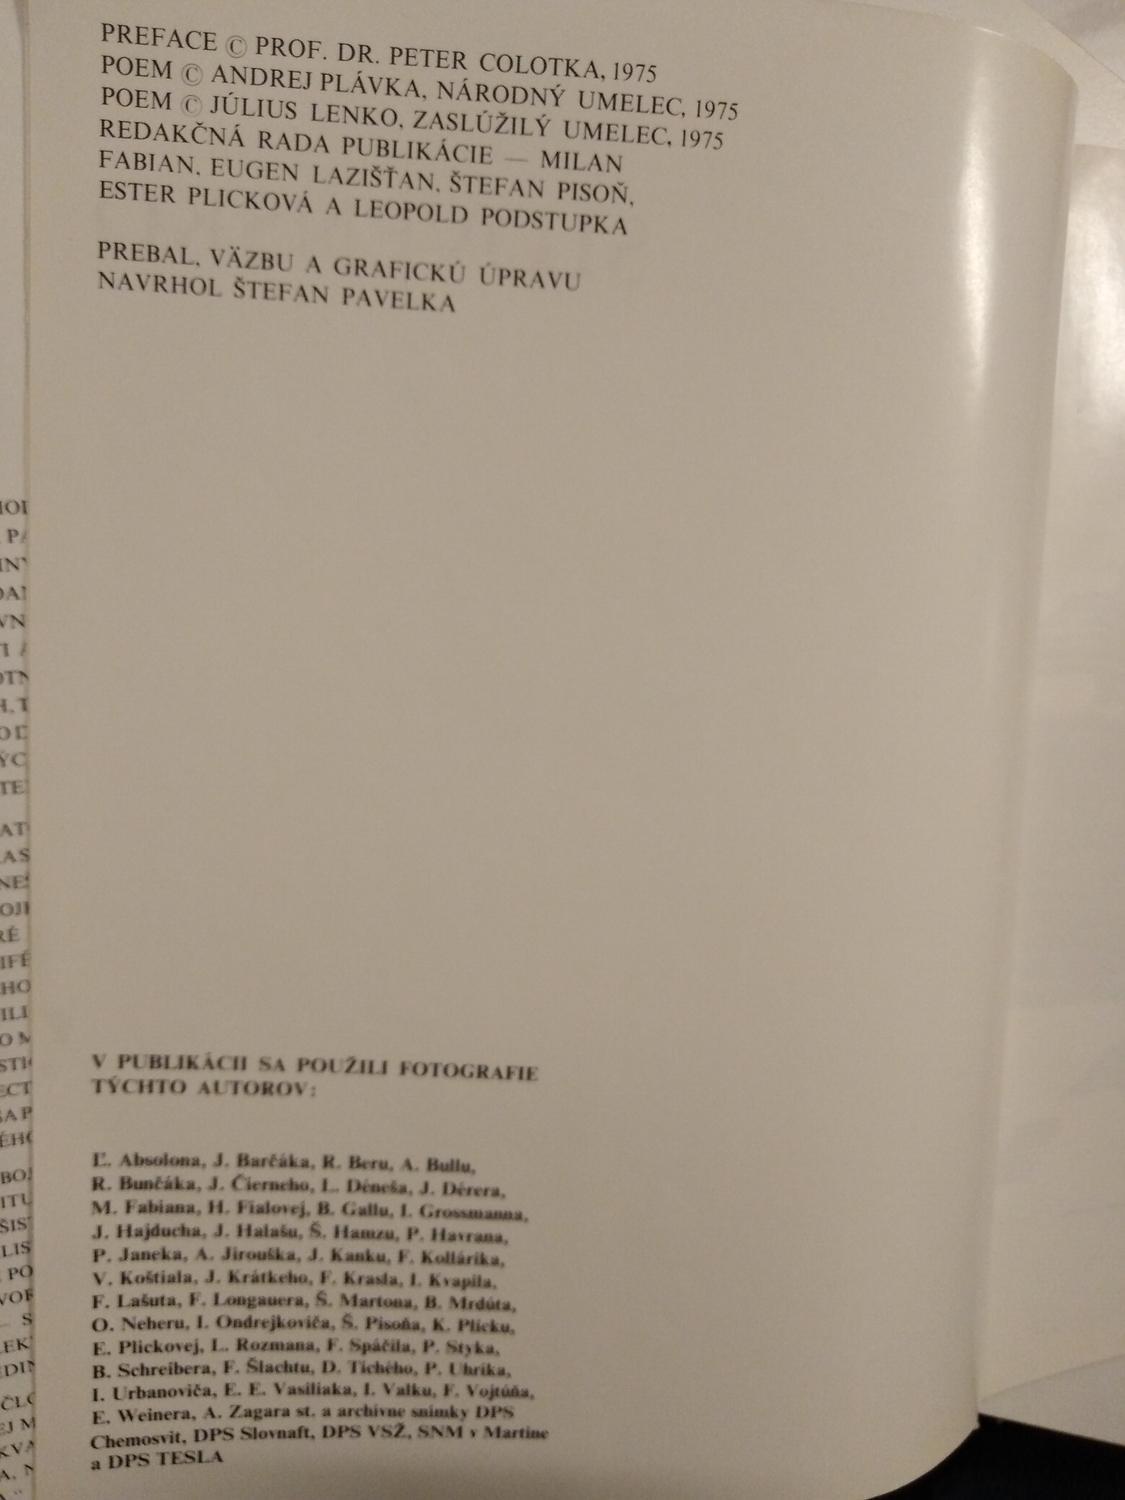 PREFACE © PROF. DR. PETER COLOTKA, 1975
POEM © ANDREJ PLÁVKA, NÁRODNÝ UMELEC, 1975
POEM © JÚLIUS LENKO, ZASLÚŽILÝ UMELEC, 1975
REDAKČNÁ RADA PUBLIKÁCIE — MILAN
FABIAN, EUGEN LAZIŠŤAN, ŠTEFAN PISOŇ,
ESTER PLICKOVÁ A LEOPOLD PODSTUPKA
PREBAL, VÄZBU A GRAFICKÚ ÚPRAVU
NAVRHOL ŠTEFAN PAVELKA
V PUBLIKÁCII SA POUŽILI FOTOGRAFIE
TÝCHTO AUTOROV:
Ľ. Absolona, J. Barčáka, R. Beru, A. Bullu,
R. Bunčáka, J. Čierneho, L. Déneša, J. Dérera,
M. Fabiana, H. Fialovej, B. Gallu, I. Grossmanna,
J. Hajducha, J. Halašu, Š. Hamzu, P. Havrana,
P. Janeka, A. Jirouška, J. Kanku, F. Kollárika,
V. Koštiala, J. Krátkeho, F. Krasla, I. Kvapila,
F. Lašuta, F. Longauera, Š. Martona, B. Mrdúta,
O. Neheru, I. Ondrejkoviča, Š. Pisoňa, K. Plicku,
E. Plickovej, L. Rozmana, F. Spáčila, P. Styka,
B. Schreibera, F. Šlachtu, D. Tichého, P. Uhrika,
I. Urbanoviča, E. E. Vasiliaka, I. Valku, F. Vojtúňa,
E. Weinera, A. Zagara st. a archívne snímky DPS
Chemosvit, DPS Slovnaft, DPS VSŽ, SNM v Martine
a DPS TESLA